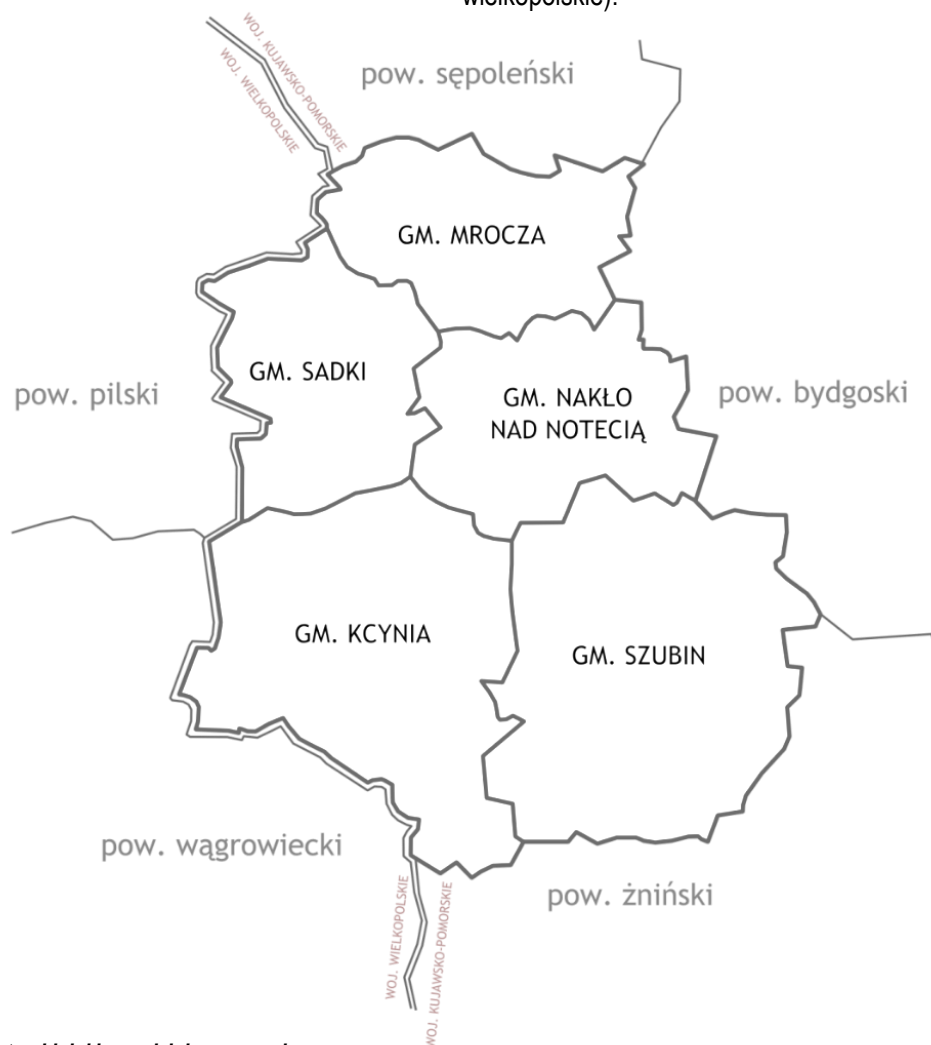 wielkopolskie).
WOJ. KUJAWSKO-POMORSKIE
WOJ. WIELKOPOLSKIE
pow. sępoleński
GM. MROCZA
GM. SADKI
pow. pilski
GM. NAKŁO
NAD NOTECIĄ
pow. bydgoski
GM. KCYNIA
GM. SZUBIN
pow. wągrowiecki
pow. żniński
WOJ. WIELKOPOLSKIE
WOJ. KUJAWSKO-POMORSKIE